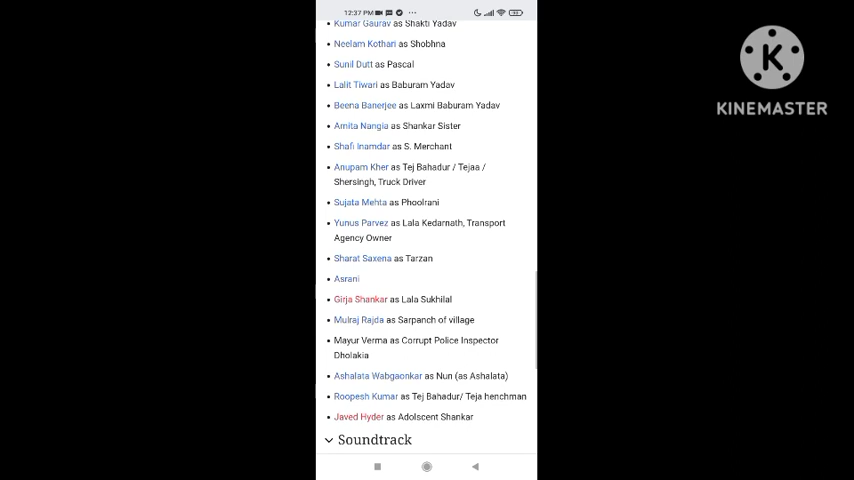 12:37 PM
Kumar Gaurav as Shakti Yadav
Neelam Kothari as Shobhna
Sunil Dutt as Pascal
Lalit Tiwari as Baburam Yadav
Beena Banerjee as Laxmi Baburam Yadav
Amita Nangia as Shankar Sister
Shafi Inamdar as S. Merchant
Anupam Kher as Tej Bahadur / Tejaa /
Shersingh, Truck Driver
Sujata Mehta as Phoolrani
Yunus Parvez as Lala Kedarnath, Transport
Agency Owner
Sharat Saxena as Tarzan
Asrani
Girja Shankar as Lala Sukhilal
Mulraj Rajda as Sarpanch of village
Mayur Verma as Corrupt Police Inspector
Dholakia
Ashalata Wabgaonkar as Nun (as Ashalata)
Roopesh Kumar as Tej Bahadur/ Teja henchman
Javed Hyder as Adolscent Shankar
Soundtrack
K
KINEMASTER